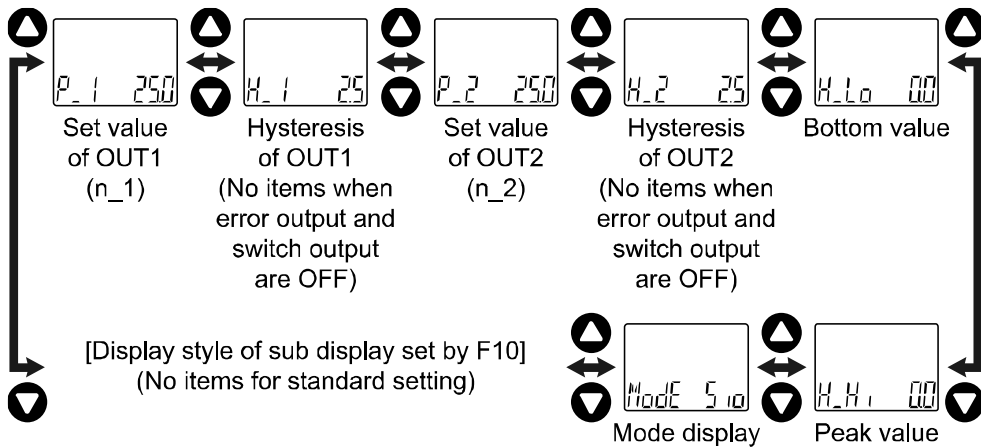 P_1 25.0
H_1 2.5
P_2 25.0
H_2 2.5
H_Lo 0.0
Set value
of OUT1
(n_1)
Hysteresis
of OUT1
(No items when
error output and
switch output
are OFF)
Set value
of OUT2
(n_2)
Hysteresis
of OUT2
(No items when
error output and
switch output
are OFF)
Bottom value
[Display style of sub display set by F10]
(No items for standard setting)
ModE Sio
H_Hi 0.0
Mode display
Peak value